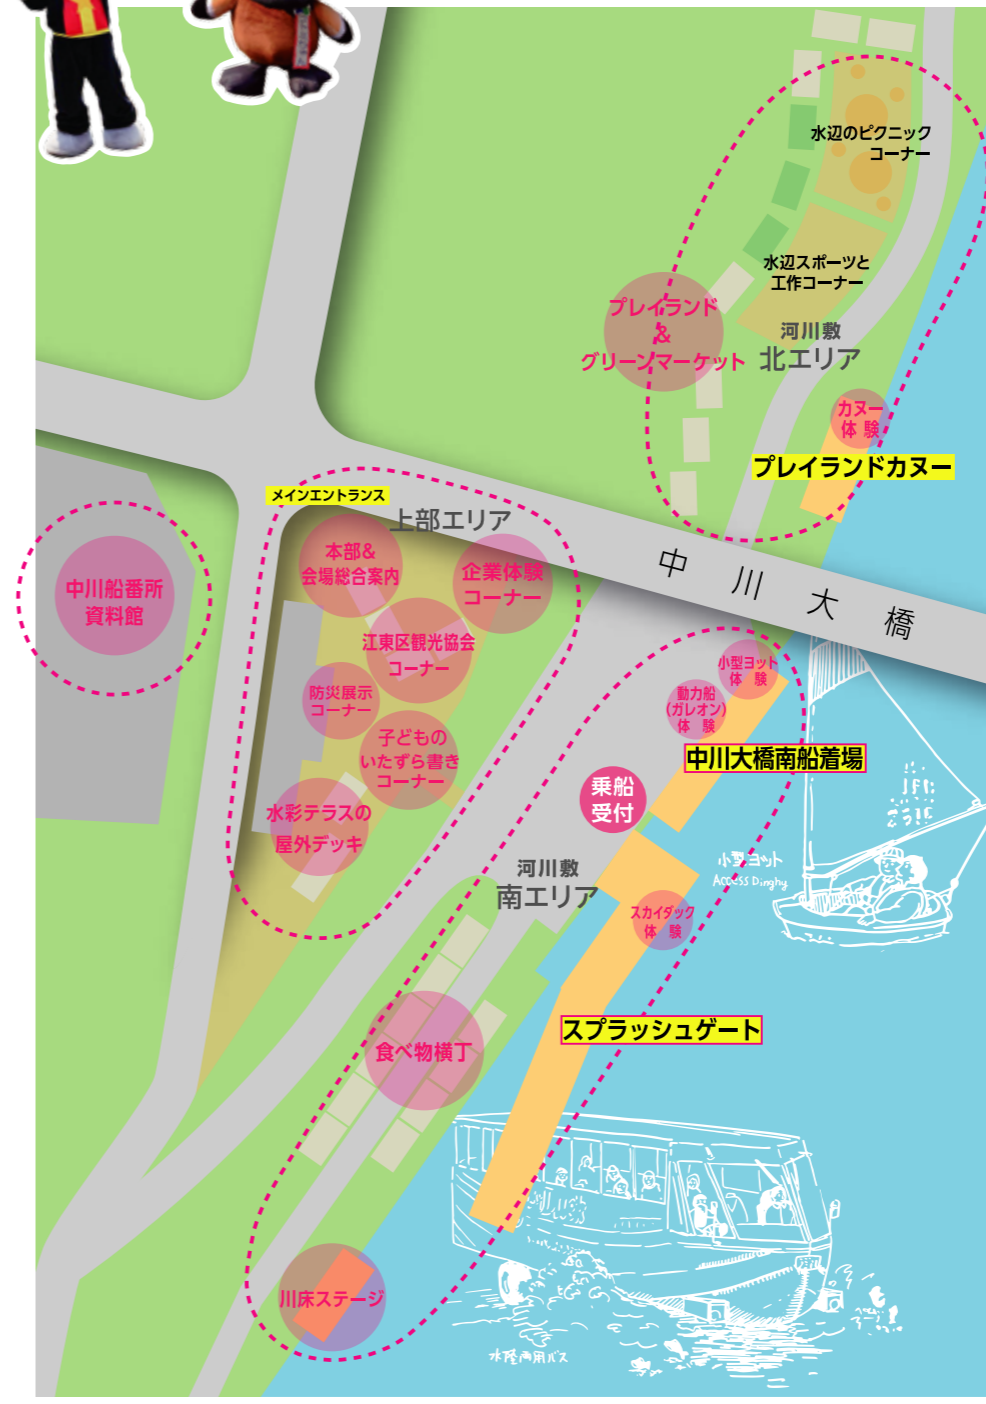 水辺のピクニック
コーナー
水辺スポーツと
工作コーナー
プレイランド
&
グリーンマーケット
河川敷
北エリア
カヌー
体 験
プレイランドカヌー
メインエントランス
上部エリア
本部&
会場総合案内
企業体験
コーナー
中川大橋
中川船番所
資料館
江東区観光協会
コーナー
防災展示
コーナー
子どもの
いたずら書き
コーナー
水彩テラスの
屋外デッキ
小型ヨット
体 験
動力船
(ガレオン)
体 験
中川大橋南船着場
乗船
受付
河川敷
南エリア
小型ヨット
Access Dinghy
スカイダック
体 験
スプラッシュゲート
食べ物横丁
川床ステージ
水陸両用バス